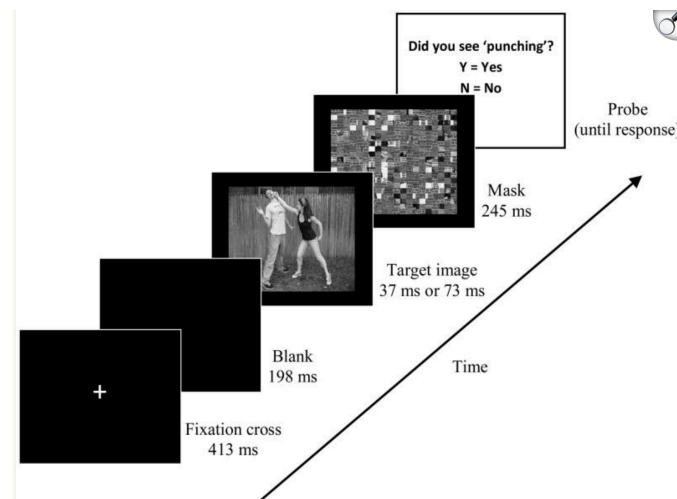 Did you see 'punching'?
Y = Yes
N = No
Probe
(until response)
Mask
245 ms
Target image
37 ms or 73 ms
Blank
198 ms
Time
Fixation cross
413 ms